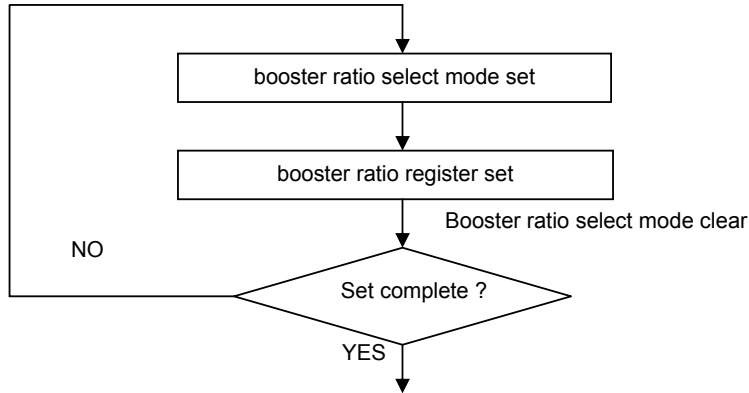 booster ratio select mode set
booster ratio register set
Booster ratio select mode clear
NO
Set complete ?
YES